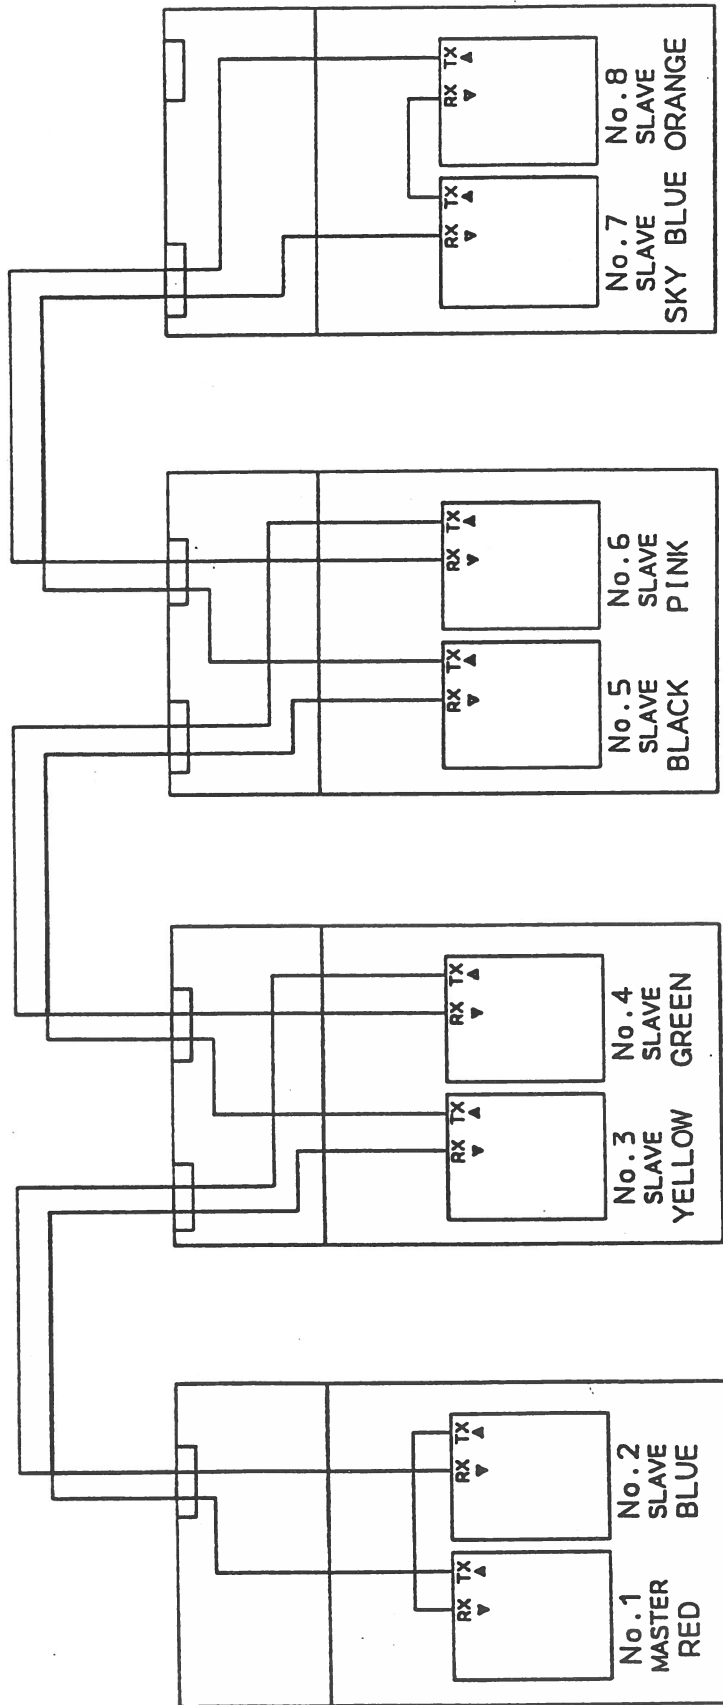 RX TX
RX TX
No.1
MASTER
RED
No.2
SLAVE
BLUE
RX TX
RX TX
No.3
SLAVE
YELLOW
No.4
SLAVE
GREEN
RX TX
RX TX
No.5
SLAVE
BLACK
No.6
SLAVE
PINK
RX TX
RX TX
No.7
SLAVE
SKY BLUE
No.8
SLAVE
ORANGE